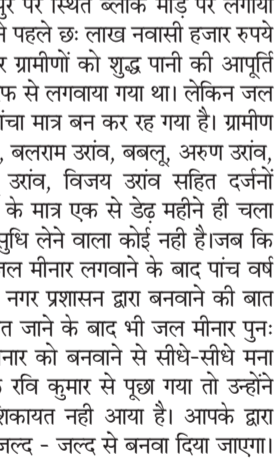 पुर पर स्थित ब्लॉक मोड़ पर लगाया
पहले छः लाख नवासी हजार रुपये
ग्रामीणों को शुद्ध पानी की आपूर्ति
से लगवाया गया था। लेकिन जल
मात्र बन कर रह गया है। ग्रामीण
, बलराम उरांव, बबलू, अरुण उरांव,
उरांव, विजय उरांव सहित दर्जनों
के मात्र एक से डेढ़ महीने ही चला
सुधि लेने वाला कोई नही है।जब कि
जल मीनार लगवाने के बाद पांच वर्ष
नगर प्रशासन द्वारा बनवाने की बात
जाने के बाद भी जल मीनार पुनः
को बनवाने से सीधे-सीधे मना
रवि कुमार से पूछा गया तो उन्होंने
शिकायत नही आया है। आपके द्वारा
जल्द - जल्द से बनवा दिया जाएगा।